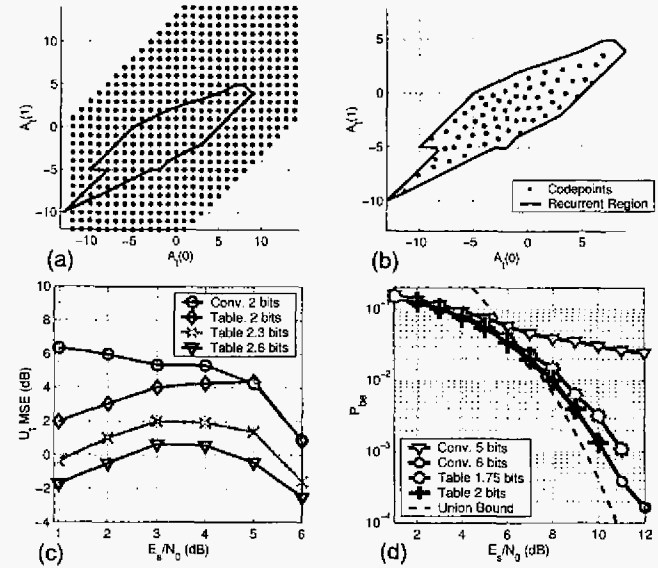 10
5
0
-5
-10
A_t(1)
-10
-5
0
5
10
A_t(0)
(a)
5
0
-5
-10
A_t(1)
Codepoints
Recurrent Region
-10
-5
0
5
A_t(0)
(b)
10
8
6
4
2
0
-2
-4
U_t MSE (dB)
Conv. 2 bits
Table. 2 bits
Table 2.3 bits
Table 2.6 bits
1
2
3
4
5
6
E_s/N_0 (dB)
(c)
10^-1
10^-2
10^-3
10^-4
P_be
Conv. 5 bits
Conv. 6 bits
Table 1.75 bits
Table 2 bits
Union Bound
2
4
6
8
10
12
E_s/N_0 (dB)
(d)